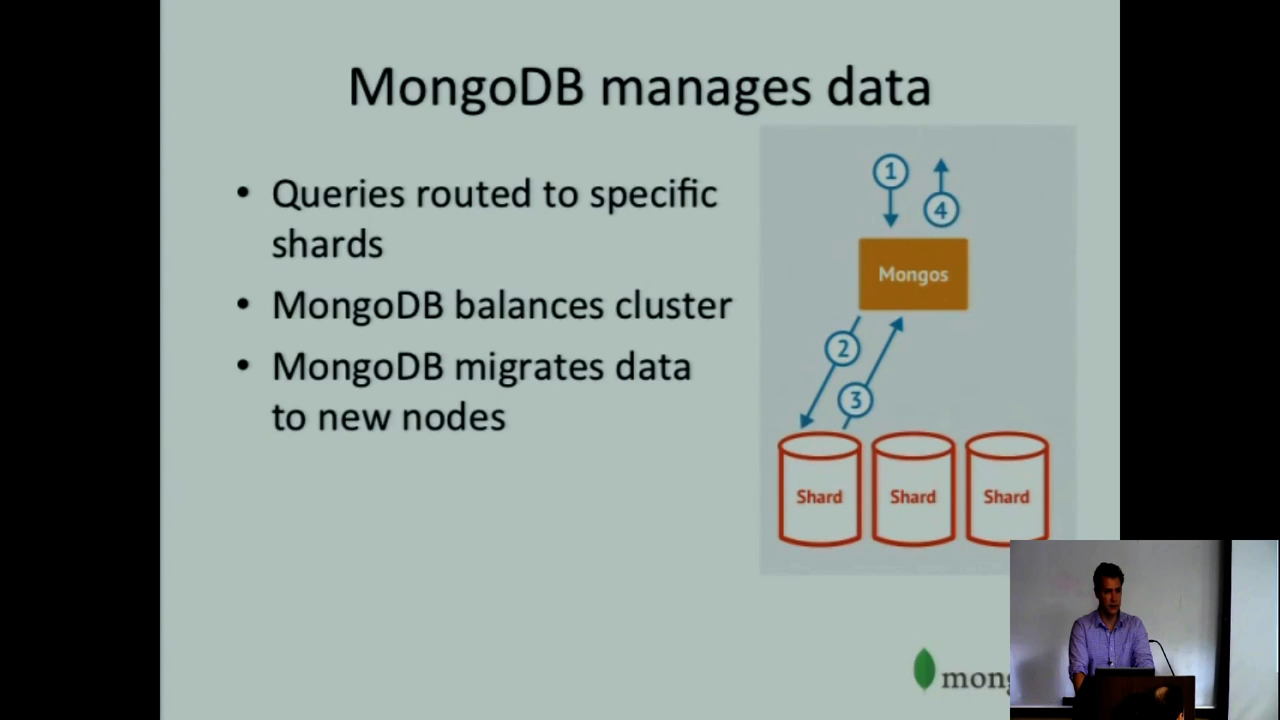 MongoDB manages data
• Queries routed to specific
shards
• MongoDB balances cluster
• MongoDB migrates data
to new nodes
1
4
Mongos
2
3
Shard Shard Shard